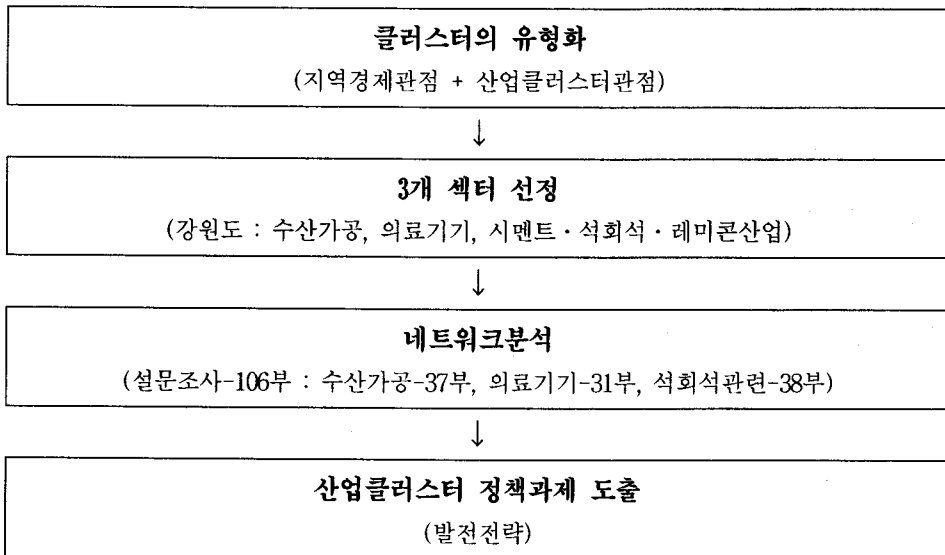 클러스터의 유형화
(지역경제관점 + 산업클러스터관점)
↓
3개 섹터 선정
(강원도 : 수산가공, 의료기기, 시멘트·석회석·레미콘산업)
↓
네트워크분석
(설문조사-106부 : 수산가공-37부, 의료기기-31부, 석회석관련-38부)
↓
산업클러스터 정책과제 도출
(발전전략)